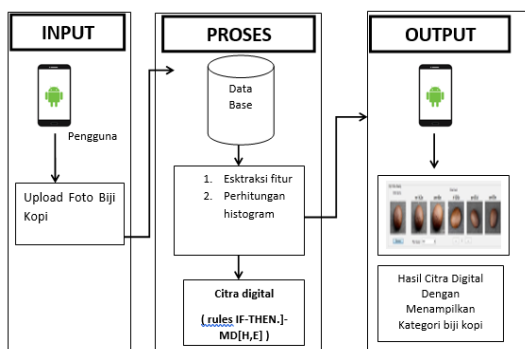 INPUT
Pengguna
Upload Foto Biji
Kopi
PROSES
Data
Base
1. Esktraksi fitur
2. Perhitungan
histogram
Citra digital
( rules IF-THEN.]-
MD[H,E] )
OUTPUT
Hasil Citra Digital
Dengan
Menampilkan
Kategori biji kopi